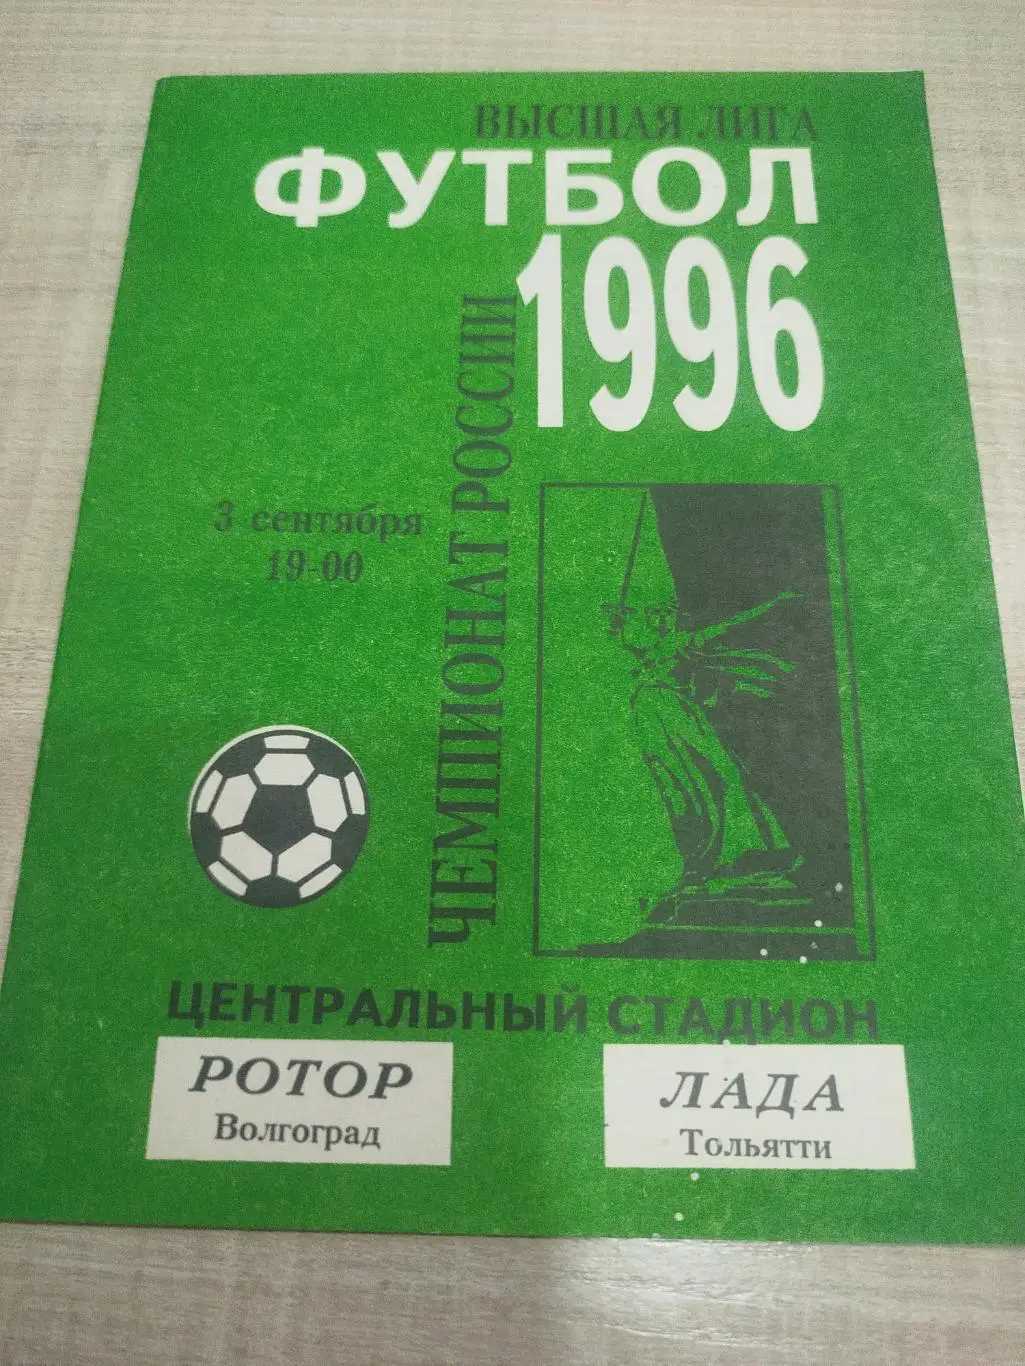 ВЫСШАЯ ЛИГА
ФУТБОЛ
1996
ЧЕМПИОНАТ РОССИИ
3 сентября
19-00
ЦЕНТРАЛЬНЫЙ СТАДИОН
РОТОР
Волгоград
ЛАДА
Тольятти